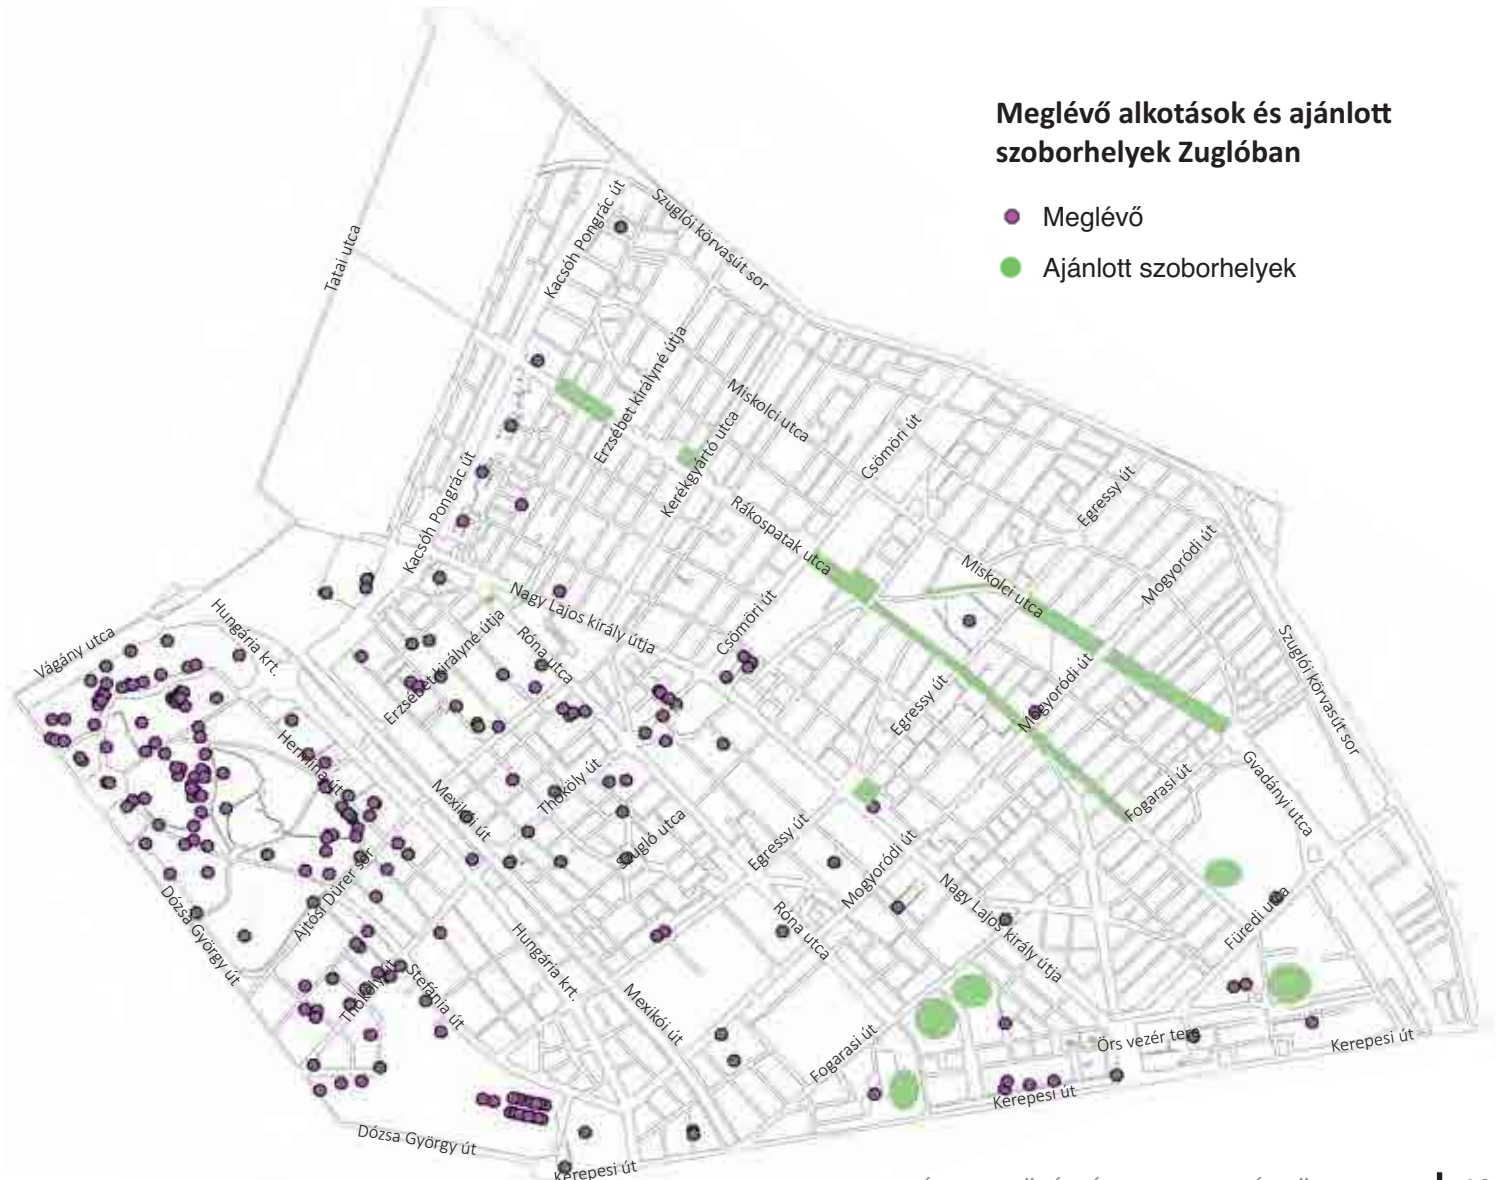 Meglévő alkotások és ajánlott
szoborhelyek Zuglóban
Meglévő
Ajánlott szoborhelyek
Kacsóh Pongrác út
Szuglói körvasút sor
Tatai utca
Erzsébet királyné útja
Miskolci utca
Kerékgyártó utca
Csömöri út
Kacsóh Pongrác út
Egressy út
Rákospatak utca
Mogyoródi út
Miskolci utca
Nagy Lajos király útja
Hungária krt.
Vágány utca
Erzsébet királyné útja
Róna utca
Csömöri út
Szuglói körvasút sor
Egressy út
Mogyoródi út
Hermina út
Thököly út
Mexikói út
Gvadányi utca
Fogarasi út
Szugló utca
Egressy út
Mogyoródi út
Ajtósi Dürer sor
Dózsa György út
Nagy Lajos király útja
Róna utca
Füredi utca
Hungária krt.
Stefánia út
Thököly út
Mexikói út
Fogarasi út
Örs vezér tere
Kerepesi út
Kerepesi út
Dózsa György út
Kerepesi út